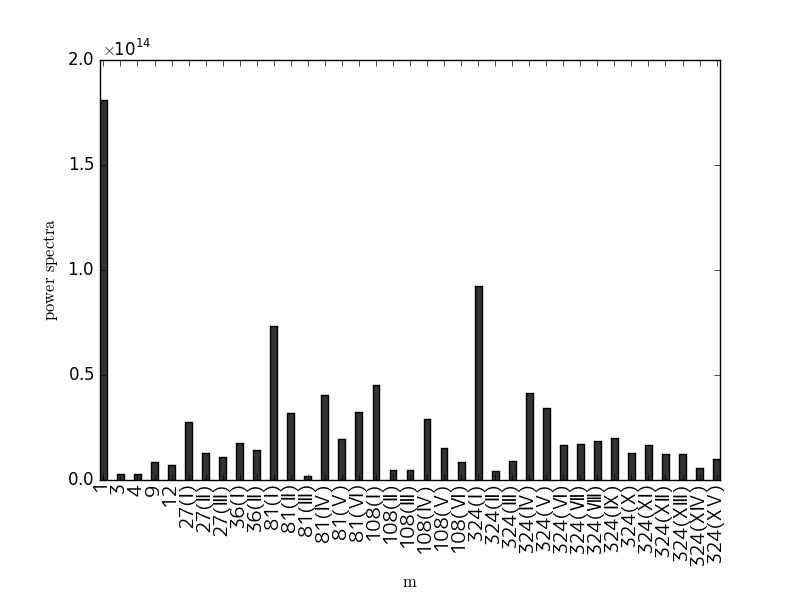 ×10¹⁴
2.0
1.5
1.0
0.5
0.0
power spectra
1
3
4
9
12
27(I)
27(II)
27(III)
36(I)
36(II)
81(I)
81(II)
81(III)
81(IV)
81(V)
81(VI)
108(I)
108(II)
108(III)
108(IV)
108(V)
108(VI)
324(I)
324(II)
324(III)
324(IV)
324(V)
324(VI)
324(VII)
324(VIII)
324(IX)
324(X)
324(XI)
324(XII)
324(XIII)
324(XIV)
324(XV)
m